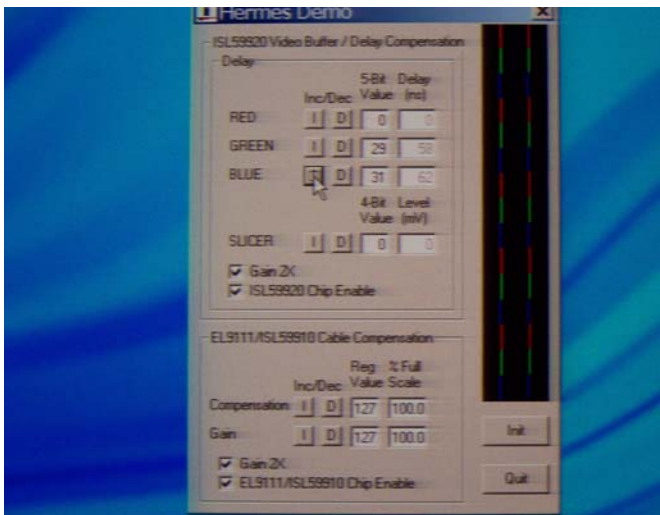 Hermes Demo
ISL59920 Video Buffer / Delay Compensation
Delay
5-Bit Delay
Inc/Dec Value (ns)
RED I D 0 0
GREEN I D 29 58
BLUE I D 31 62
4-Bit Level
Value (mV)
SLICER I D 0 0
Gain 2X
ISL59920 Chip Enable
EL9111/ISL59910 Cable Compensation
Reg % Full
Inc/Dec Value Scale
Compensation I D 127 100.0
Gain I D 127 100.0
Init
Gain 2X
EL9111/ISL59910 Chip Enable
Quit